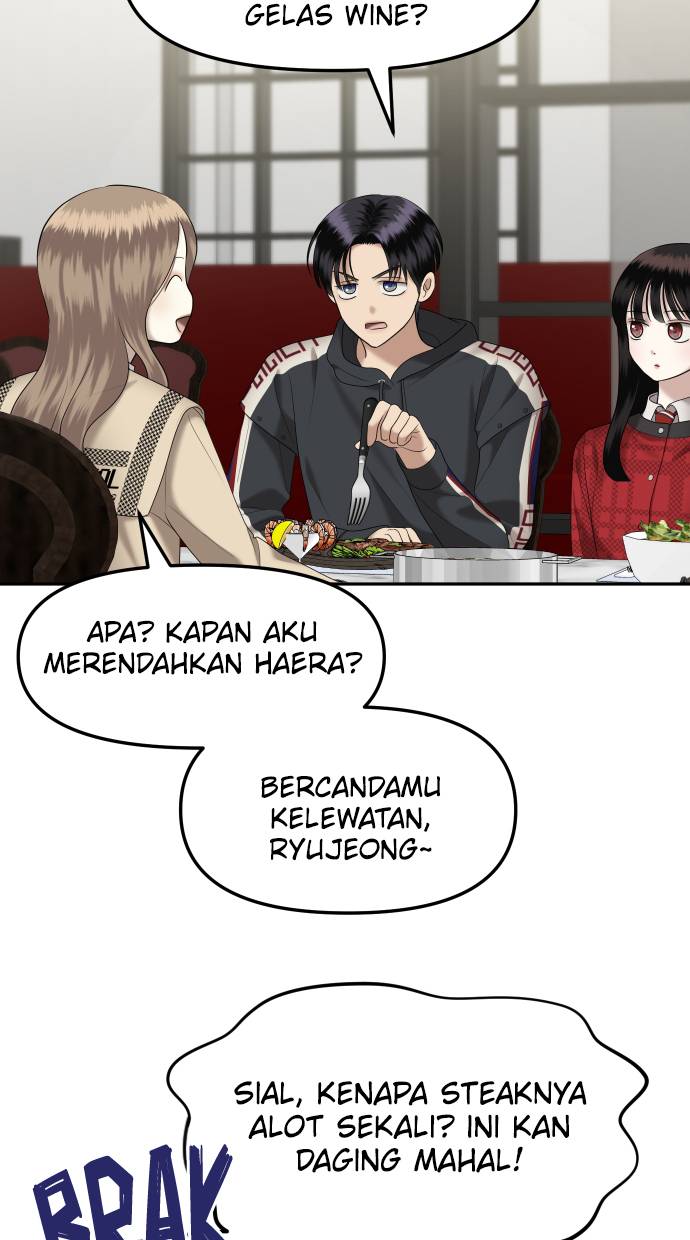 GELAS WINE?
APA? KAPAN AKU
MERENDAHKAN HAERA?
BERCANDAMU
KELEWATAN,
RYUJEONG~
SIAL, KENAPA STEAKNYA
ALOT SEKALI? INI KAN
DAGING MAHAL!
BRAK